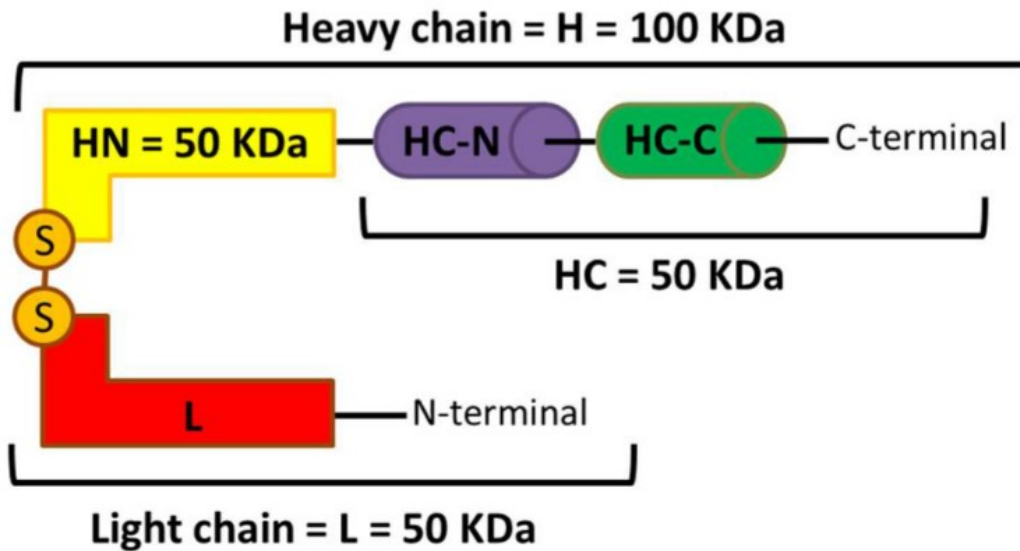 Heavy chain = H = 100 KDa
HN = 50 KDa
HC-N
HC-C
C-terminal
S
HC = 50 KDa
S
L
N-terminal
Light chain = L = 50 KDa